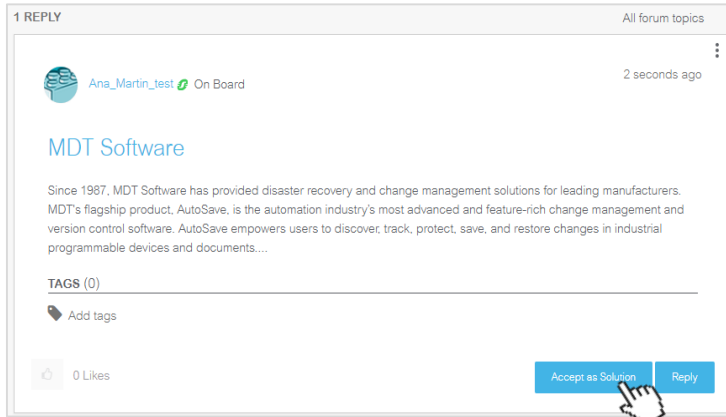 1 REPLY
All forum topics
Ana_Martin_test On Board
2 seconds ago
MDT Software
Since 1987, MDT Software has provided disaster recovery and change management solutions for leading manufacturers.
MDT's flagship product, AutoSave, is the automation industry's most advanced and feature-rich change management and
version control software. AutoSave empowers users to discover, track, protect, save, and restore changes in industrial
programmable devices and documents....
TAGS (0)
Add tags
0 Likes
Accept as Solution
Reply